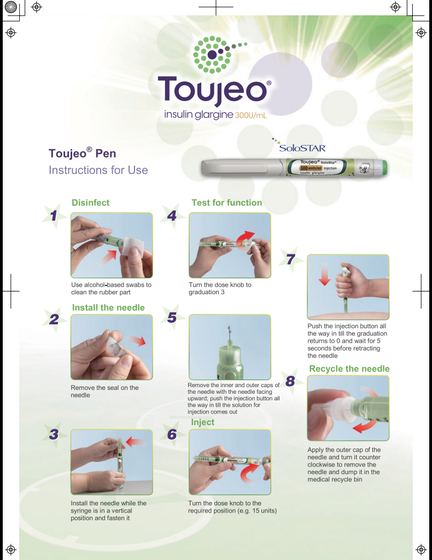 Toujeo®
insulin glargine 300U/mL
Toujeo® Pen
Instructions for Use
SoloSTAR
Toujeo® SoloStar®
1
Disinfect
Use alcohol-based swabs to
clean the rubber part
2
Install the needle
Remove the seal on the
needle
3
Install the needle while the
syringe is in a vertical
position and fasten it
4
Test for function
Turn the dose knob to
graduation 3
5
Remove the inner and outer caps of
the needle with the needle facing
upward; push the injection button all
the way in till the solution for
injection comes out
6
Inject
Turn the dose knob to the
required position (e.g. 15 units)
7
Push the injection button all
the way in till the graduation
returns to 0 and wait for 5
seconds before retracting
the needle
8
Recycle the needle
Apply the outer cap of the
needle and turn it counter
clockwise to remove the
needle and dump it in the
medical recycle bin